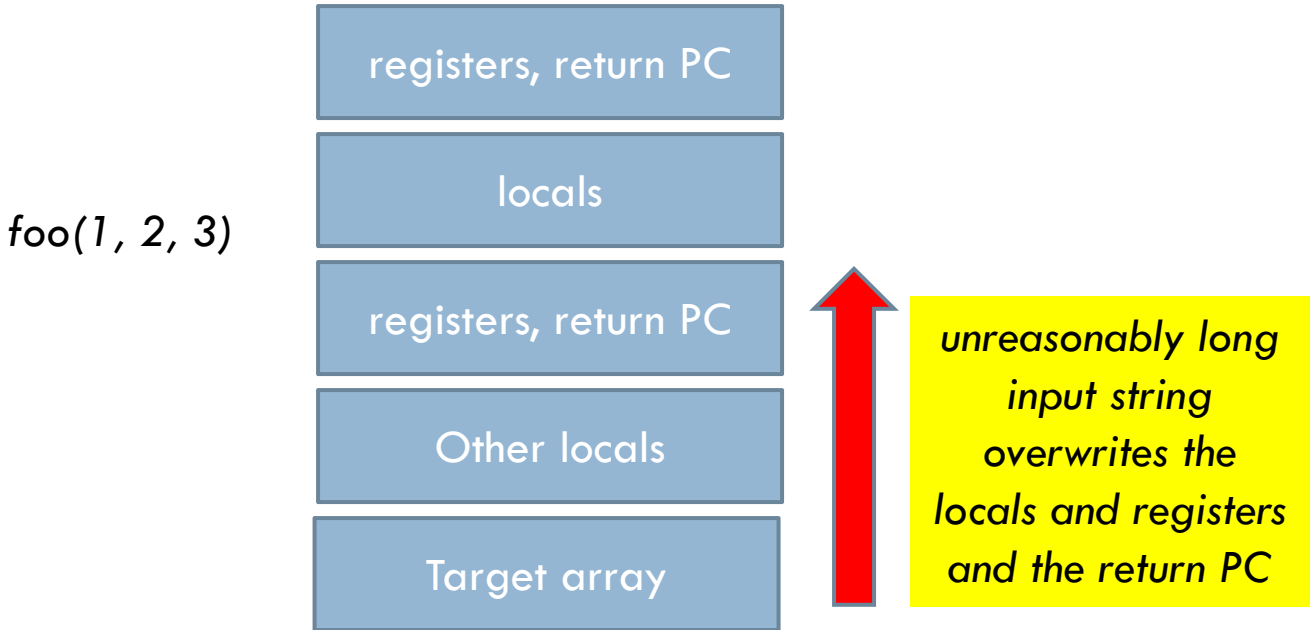 registers, return PC
locals
foo(1, 2, 3)
registers, return PC
Other locals
Target array
unreasonably long
input string
overwrites the
locals and registers
and the return PC